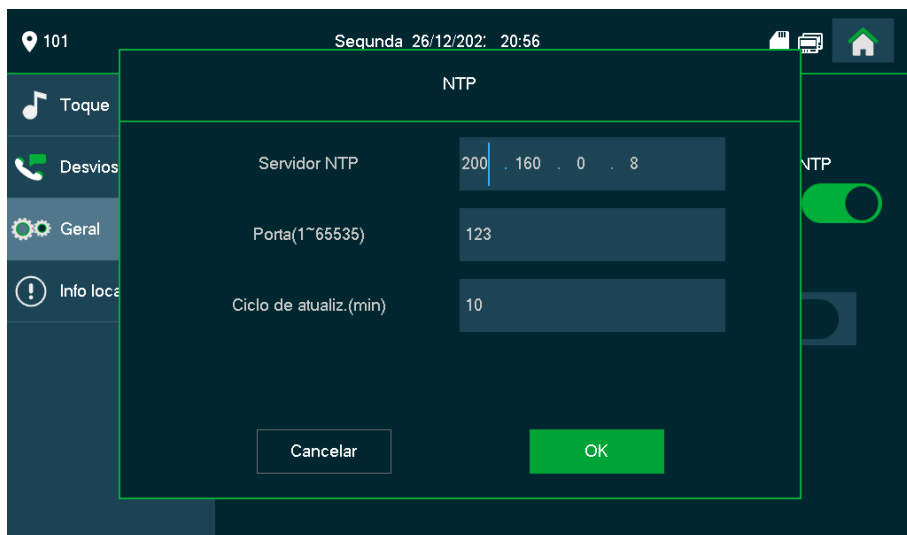 101
Segunda 26/12/202 20:56
NTP
Toque
Desvios
Geral
Info loca
Servidor NTP
200 . 160 . 0 . 8
Porta(1~65535)
123
Ciclo de atualiz.(min)
10
Cancelar
OK
NTP